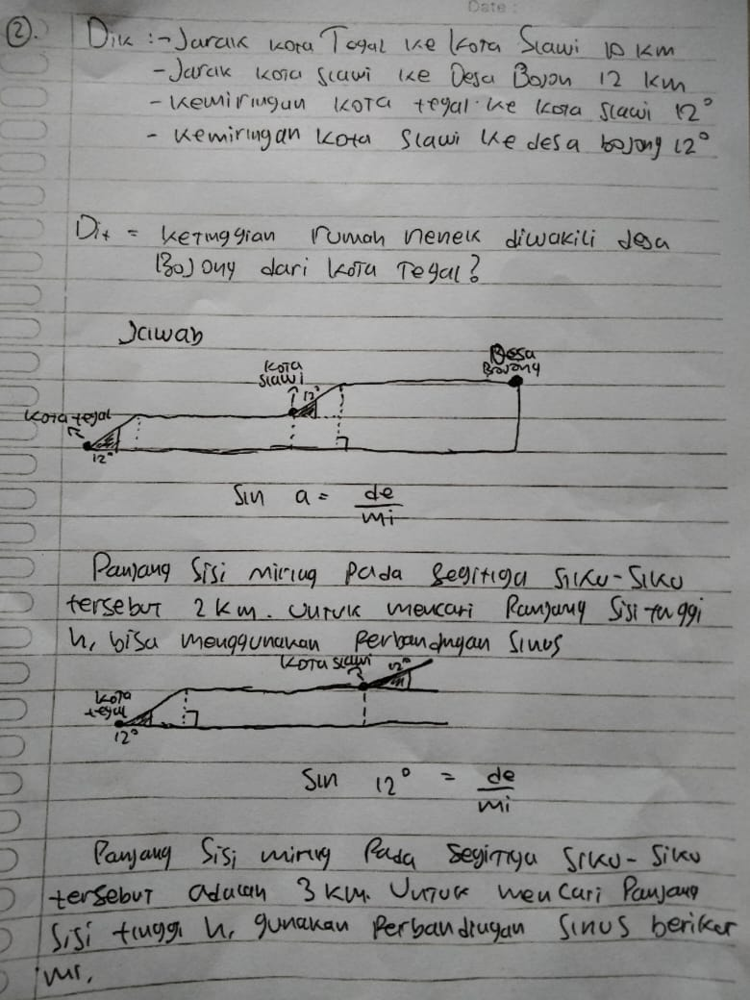 Date :
②. Dik : - Jarak kota Tegal ke kota Slawi 10 km
- Jarak kota slawi ke Desa Bojon 12 km
- kemiringan kota tegal ke kota slawi 12°
- kemiringan kota slawi ke desa bojong 12°
Dit = ketinggian rumah nenek diwakili desa
Bojong dari kota Tegal?
Jawab
Kota slawi
12°
Desa Bojong
Kota tegal
12°
Sin a = de/mi
Panjang sisi miring pada segitiga siku-siku
tersebut 2 km. Untuk mencari Panjang sisi tinggi
h, bisa menggunakan perbandingan sinus
Kota slawi
12°
kota tegal
12°
Sin 12° = de/mi
Panjang sisi miring pada segitiga siku-siku
tersebut adalah 3 km. Untuk mencari Panjang
sisi tinggi h, gunakan perbandingan sinus berikut